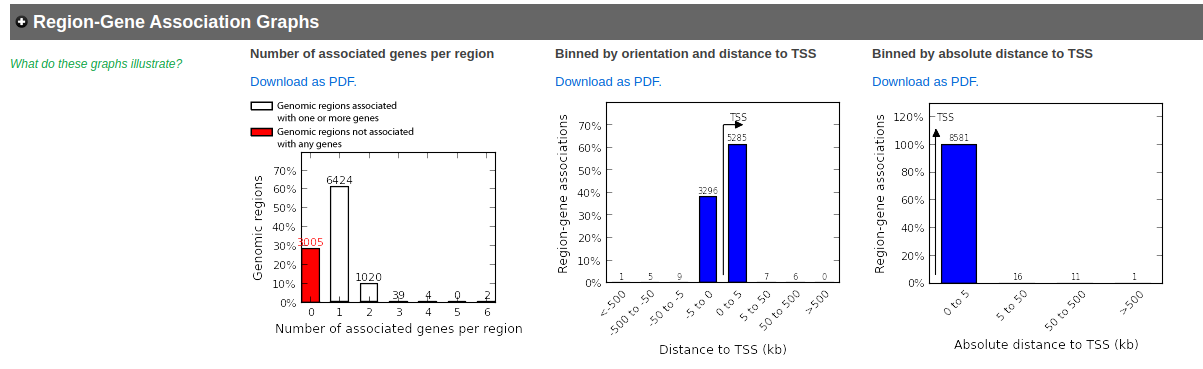 Region-Gene Association Graphs
What do these graphs illustrate?
Number of associated genes per region
Download as PDF.
Genomic regions associated
with one or more genes
Genomic regions not associated
with any genes
Genomic regions
70%
60%
50%
40%
30%
20%
10%
0%
3005
6424
1020
39
4
0
2
0 1 2 3 4 5 6
Number of associated genes per region
Binned by orientation and distance to TSS
Download as PDF.
Region-gene associations
70%
60%
50%
40%
30%
20%
10%
0%
TSS
1
5
9
3296
5285
7
6
0
<-500
-500 to -50
-50 to -5
-5 to 0
0 to 5
5 to 50
50 to 500
>500
Distance to TSS (kb)
Binned by absolute distance to TSS
Download as PDF.
Region-gene associations
120%
100%
80%
60%
40%
20%
0%
TSS
8581
16
11
1
0 to 5
5 to 50
50 to 500
>500
Absolute distance to TSS (kb)